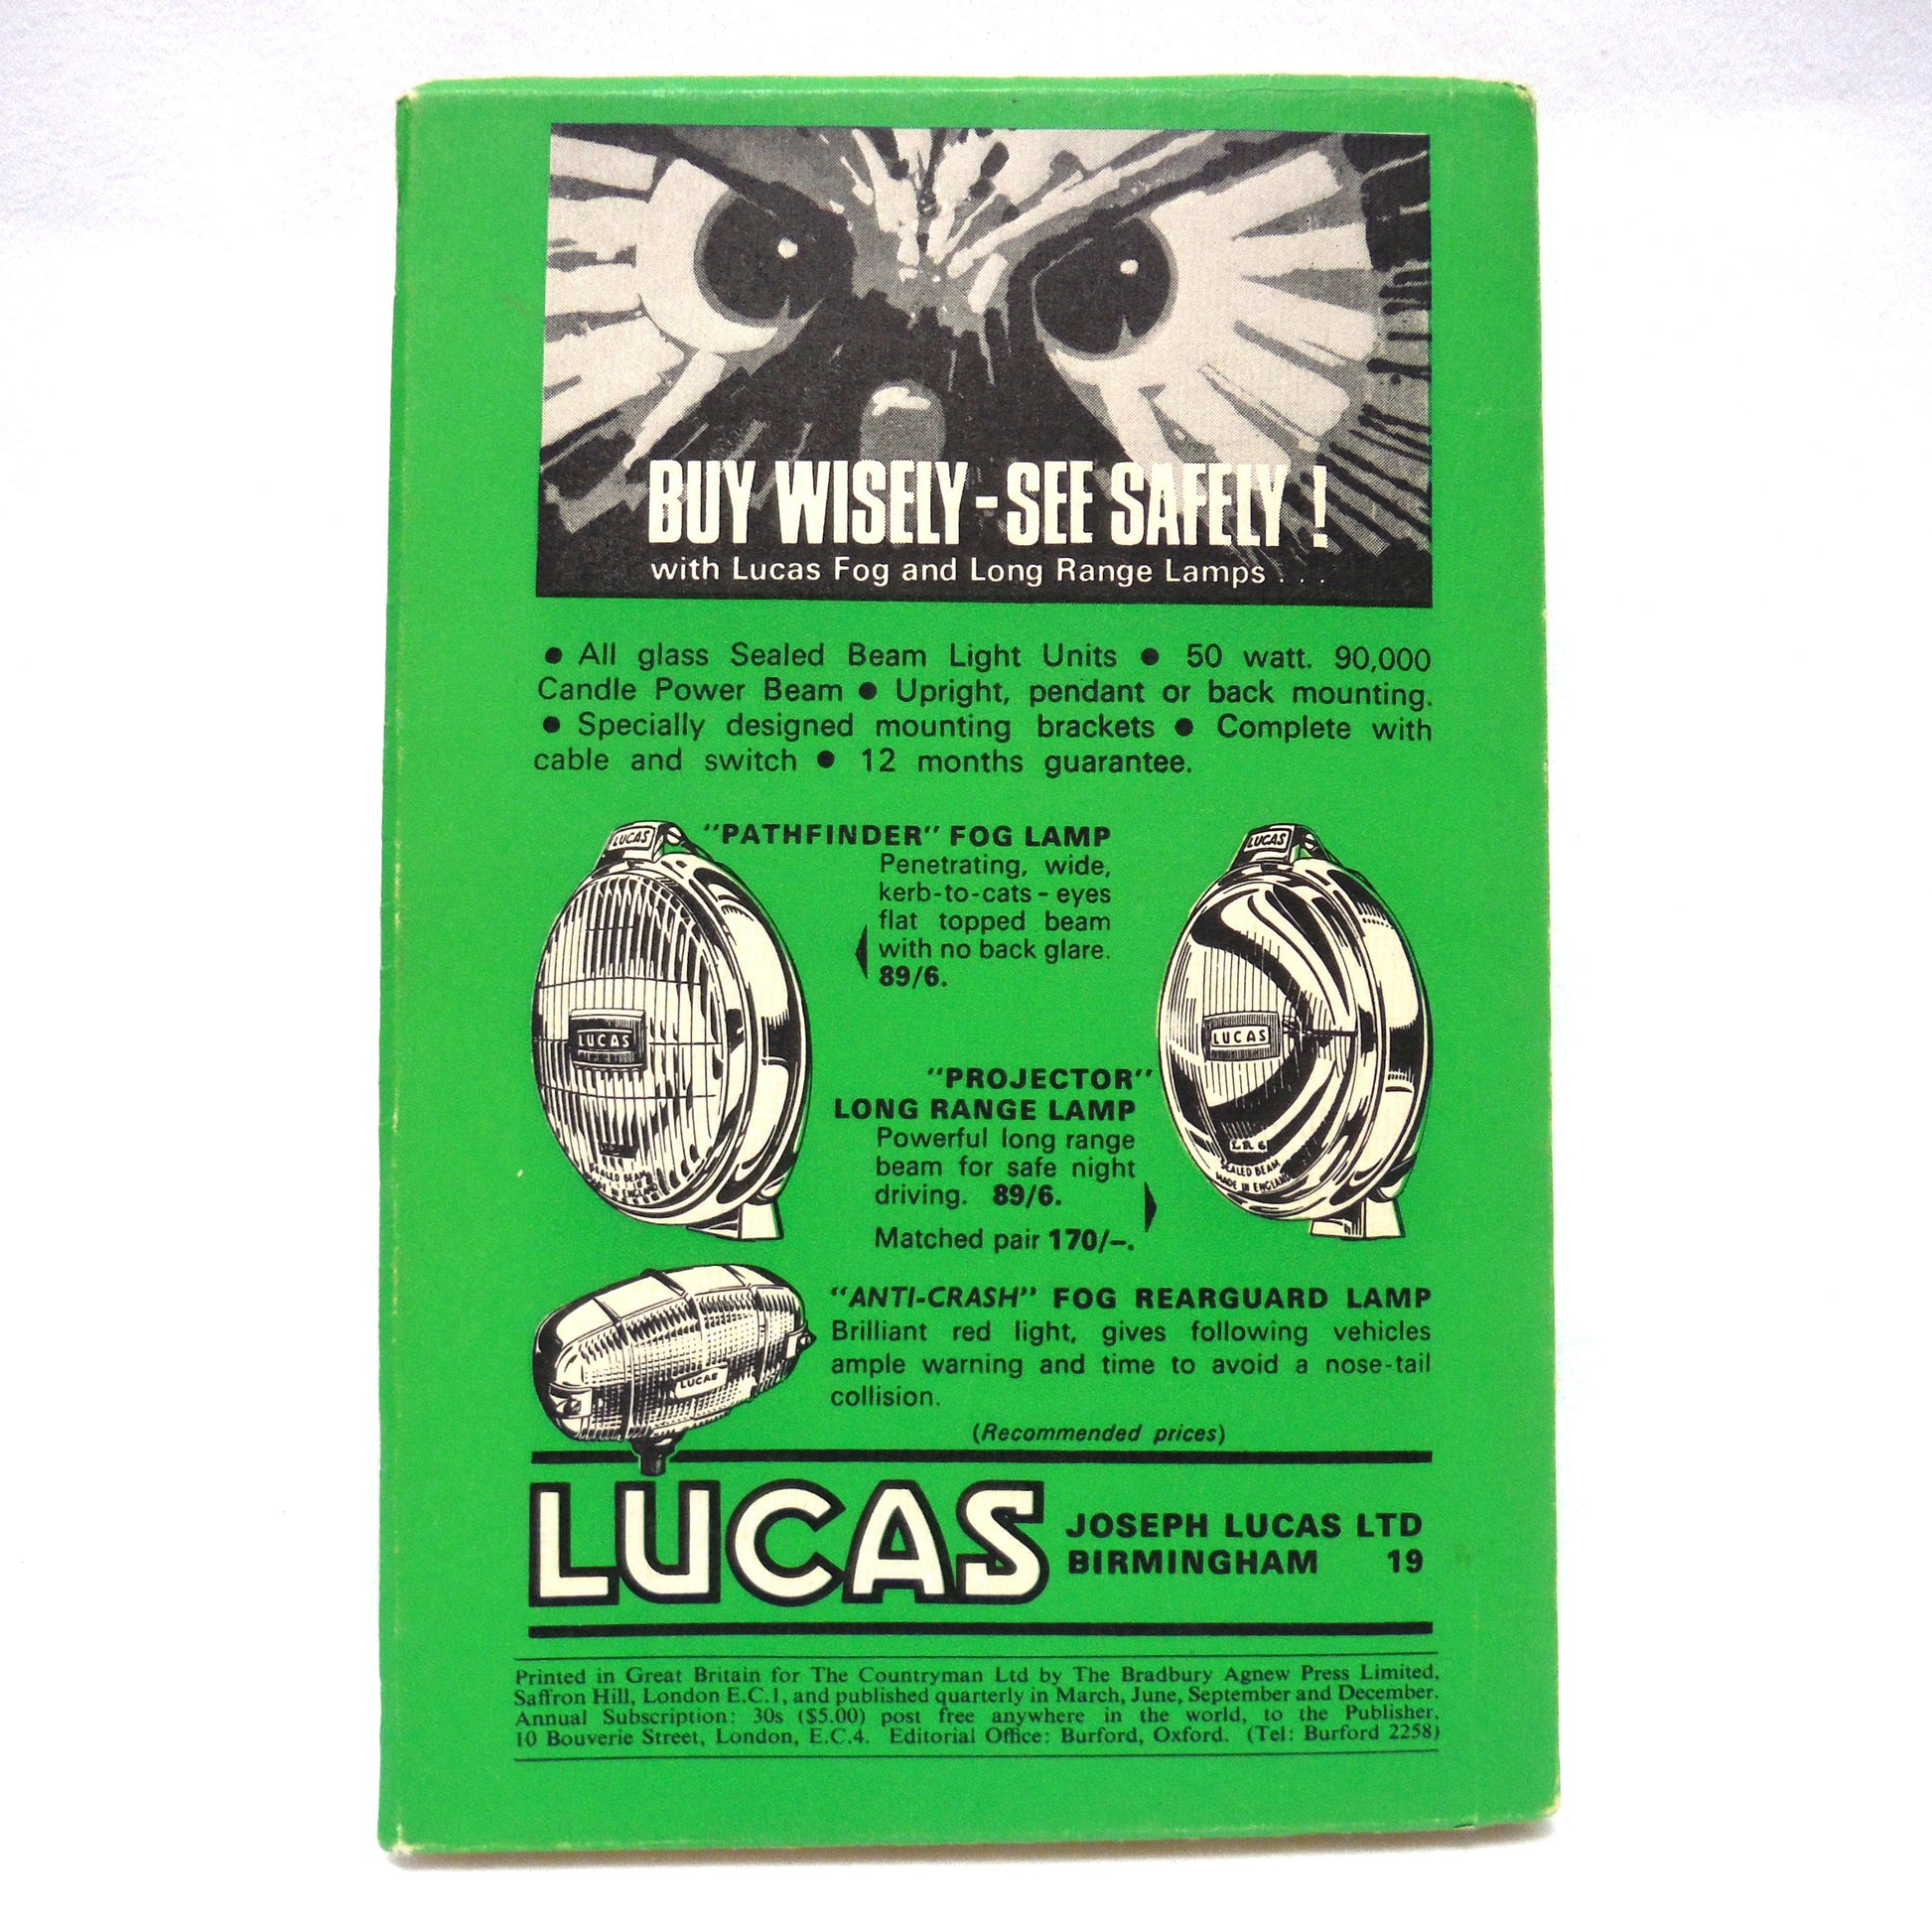 BUY WISELY - SEE SAFELY !
with Lucas Fog and Long Range Lamps . . .
● All glass Sealed Beam Light Units ● 50 watt. 90,000
Candle Power Beam ● Upright, pendant or back mounting.
● Specially designed mounting brackets ● Complete with
cable and switch ● 12 months guarantee.
LUCAS
"PATHFINDER" FOG LAMP
Penetrating, wide,
kerb-to-cats-eyes
flat topped beam
with no back glare.
89/6.
LUCAS
SEALED BEAM
MADE IN ENGLAND
LUCAS
LUCAS
L.R. 6
SEALED BEAM
MADE IN ENGLAND
"PROJECTOR"
LONG RANGE LAMP
Powerful long range
beam for safe night
driving. 89/6.
Matched pair 170/-.
LUCAS
"ANTI-CRASH" FOG REARGUARD LAMP
Brilliant red light, gives following vehicles
ample warning and time to avoid a nose-tail
collision.
(Recommended prices)
LUCAS
JOSEPH LUCAS LTD
BIRMINGHAM 19
Printed in Great Britain for The Countryman Ltd by The Bradbury Agnew Press Limited,
Saffron Hill, London E.C.1, and published quarterly in March, June, September and December.
Annual Subscription: 30s ($5.00) post free anywhere in the world, to the Publisher,
10 Bouverie Street, London, E.C.4. Editorial Office: Burford, Oxford. (Tel: Burford 2258)